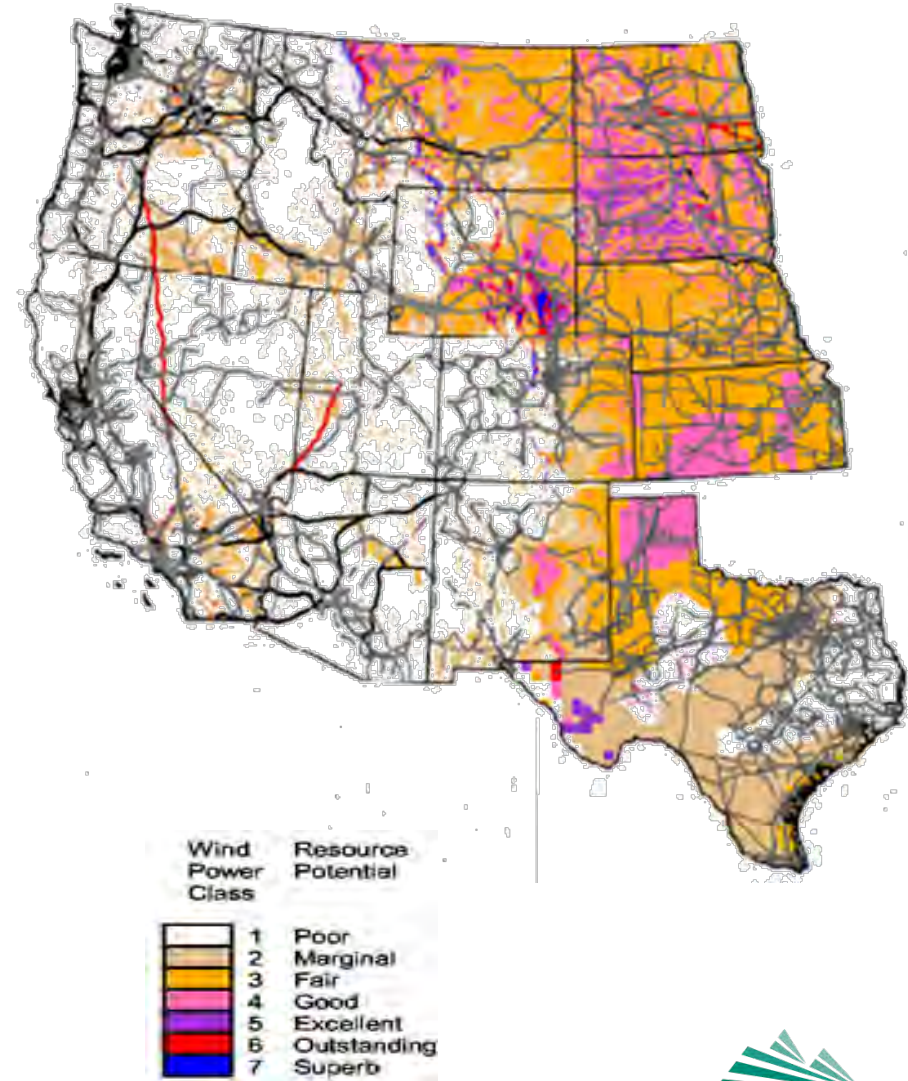 Wind Resource
Power Potential
Class
1 Poor
2 Marginal
3 Fair
4 Good
5 Excellent
6 Outstanding
7 Superb